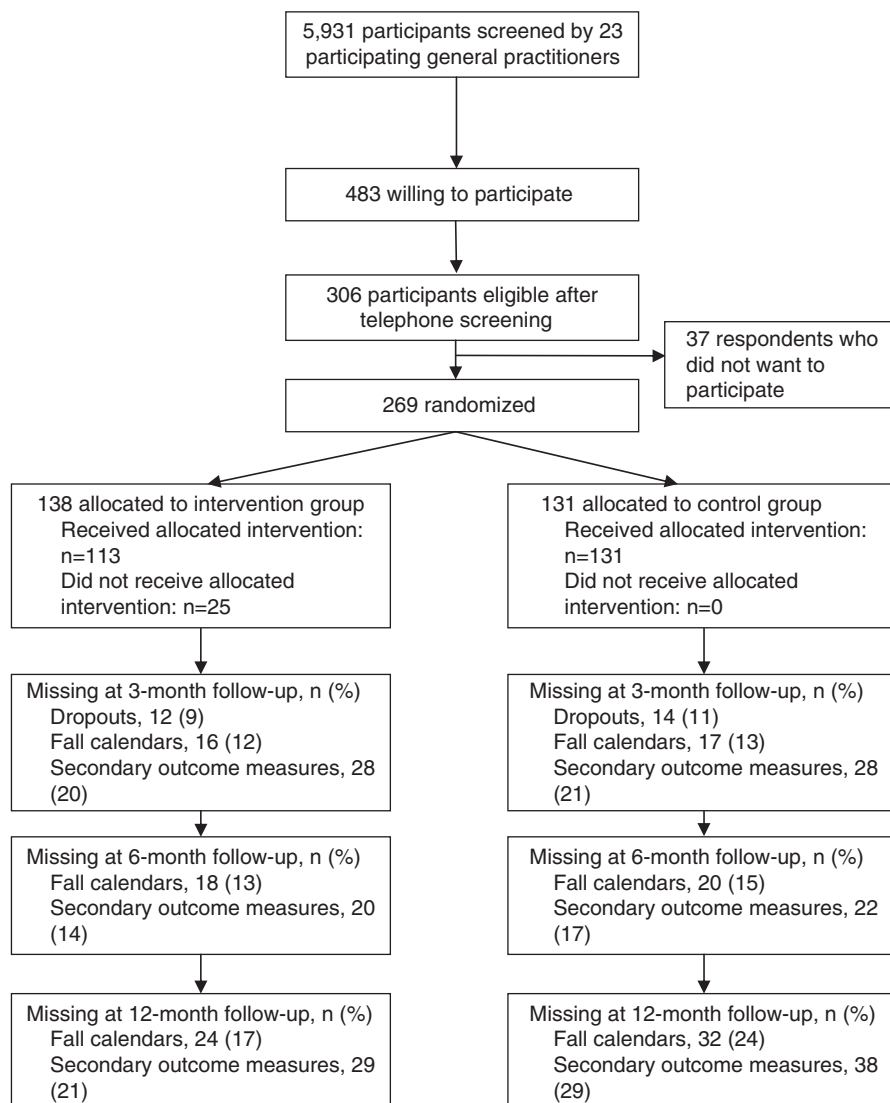 5,931 participants screened by 23
participating general practitioners
483 willing to participate
306 participants eligible after
telephone screening
37 respondents who
did not want to
participate
269 randomized
138 allocated to intervention group
Received allocated intervention:
n=113
Did not receive allocated
intervention: n=25
131 allocated to control group
Received allocated intervention:
n=131
Did not receive allocated
intervention: n=0
Missing at 3-month follow-up, n (%)
Dropouts, 12 (9)
Fall calendars, 16 (12)
Secondary outcome measures, 28
(20)
Missing at 3-month follow-up, n (%)
Dropouts, 14 (11)
Fall calendars, 17 (13)
Secondary outcome measures, 28
(21)
Missing at 6-month follow-up, n (%)
Fall calendars, 18 (13)
Secondary outcome measures, 20
(14)
Missing at 6-month follow-up, n (%)
Fall calendars, 20 (15)
Secondary outcome measures, 22
(17)
Missing at 12-month follow-up, n (%)
Fall calendars, 24 (17)
Secondary outcome measures, 29
(21)
Missing at 12-month follow-up, n (%)
Fall calendars, 32 (24)
Secondary outcome measures, 38
(29)